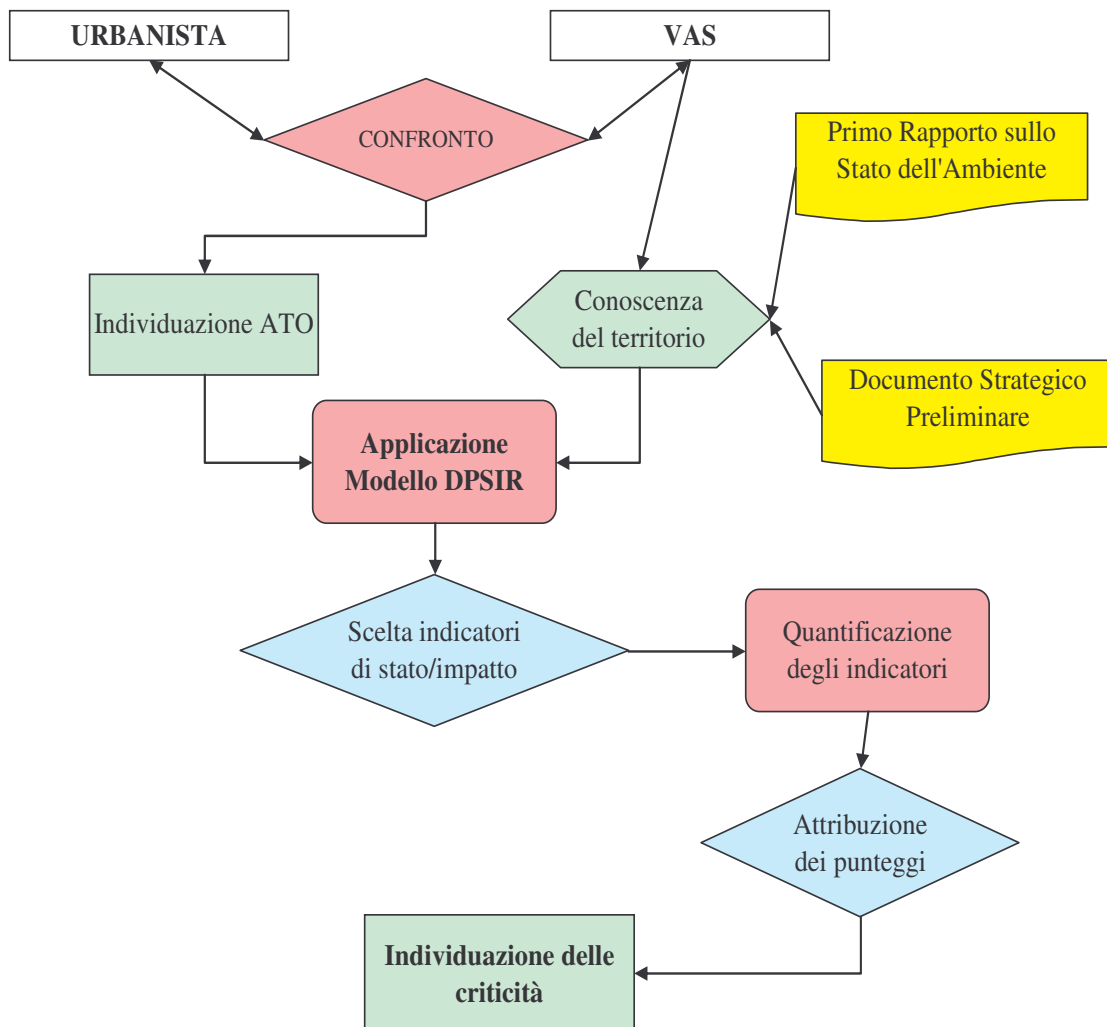 URBANISTA
VAS
CONFRONTO
Primo Rapporto sullo
Stato dell'Ambiente
Individuazione ATO
Conoscenza
del territorio
Documento Strategico
Preliminare
Applicazione
Modello DPSIR
Scelta indicatori
di stato/impatto
Quantificazione
degli indicatori
Attribuzione
dei punteggi
Individuazione delle
criticità